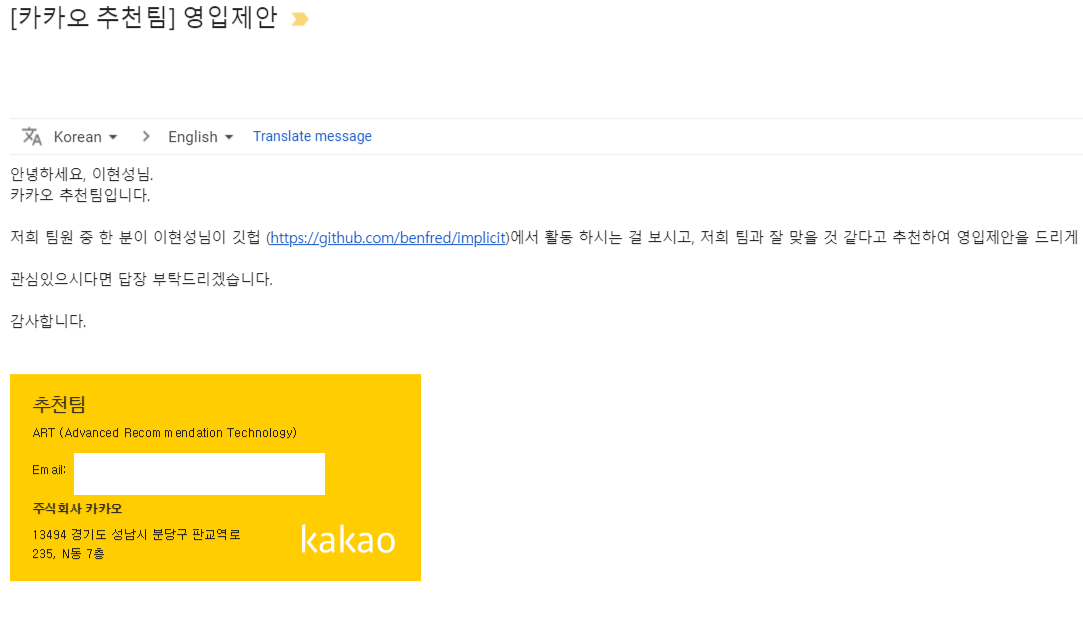 [카카오 추천팀] 영입제안
Korean
English
Translate message
안녕하세요, 이현성님.
카카오 추천팀입니다.
저희 팀원 중 한 분이 이현성님이 깃헙 (https://github.com/benfred/implicit)에서 활동 하시는 걸 보시고, 저희 팀과 잘 맞을 것 같다고 추천하여 영입제안을 드리게
관심있으시다면 답장 부탁드리겠습니다.
감사합니다.
추천팀
ART (Advanced Recommendation Technology)
Email:
주식회사 카카오
13494 경기도 성남시 분당구 판교역로
235, N동 7층
kakao